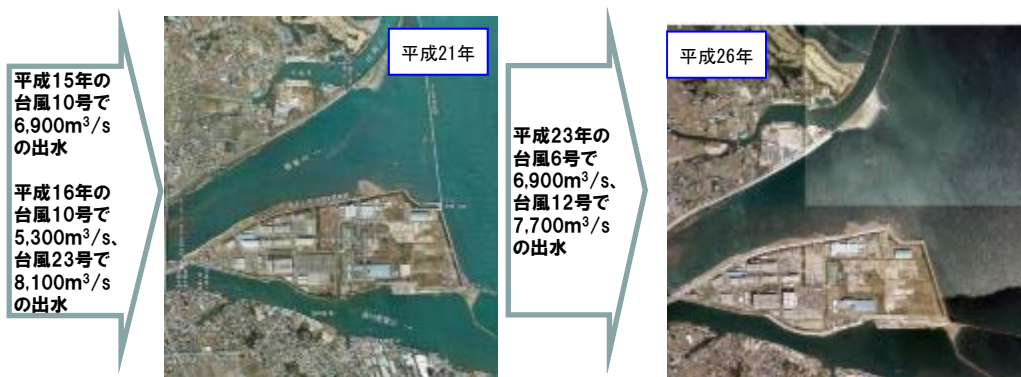 平成15年の
台風10号で
6,900m³/s
の出水
平成16年の
台風10号で
5,300m³/s、
台風23号で
8,100m³/s
の出水
平成21年
平成23年の
台風6号で
6,900m³/s、
台風12号で
7,700m³/s
の出水
平成26年